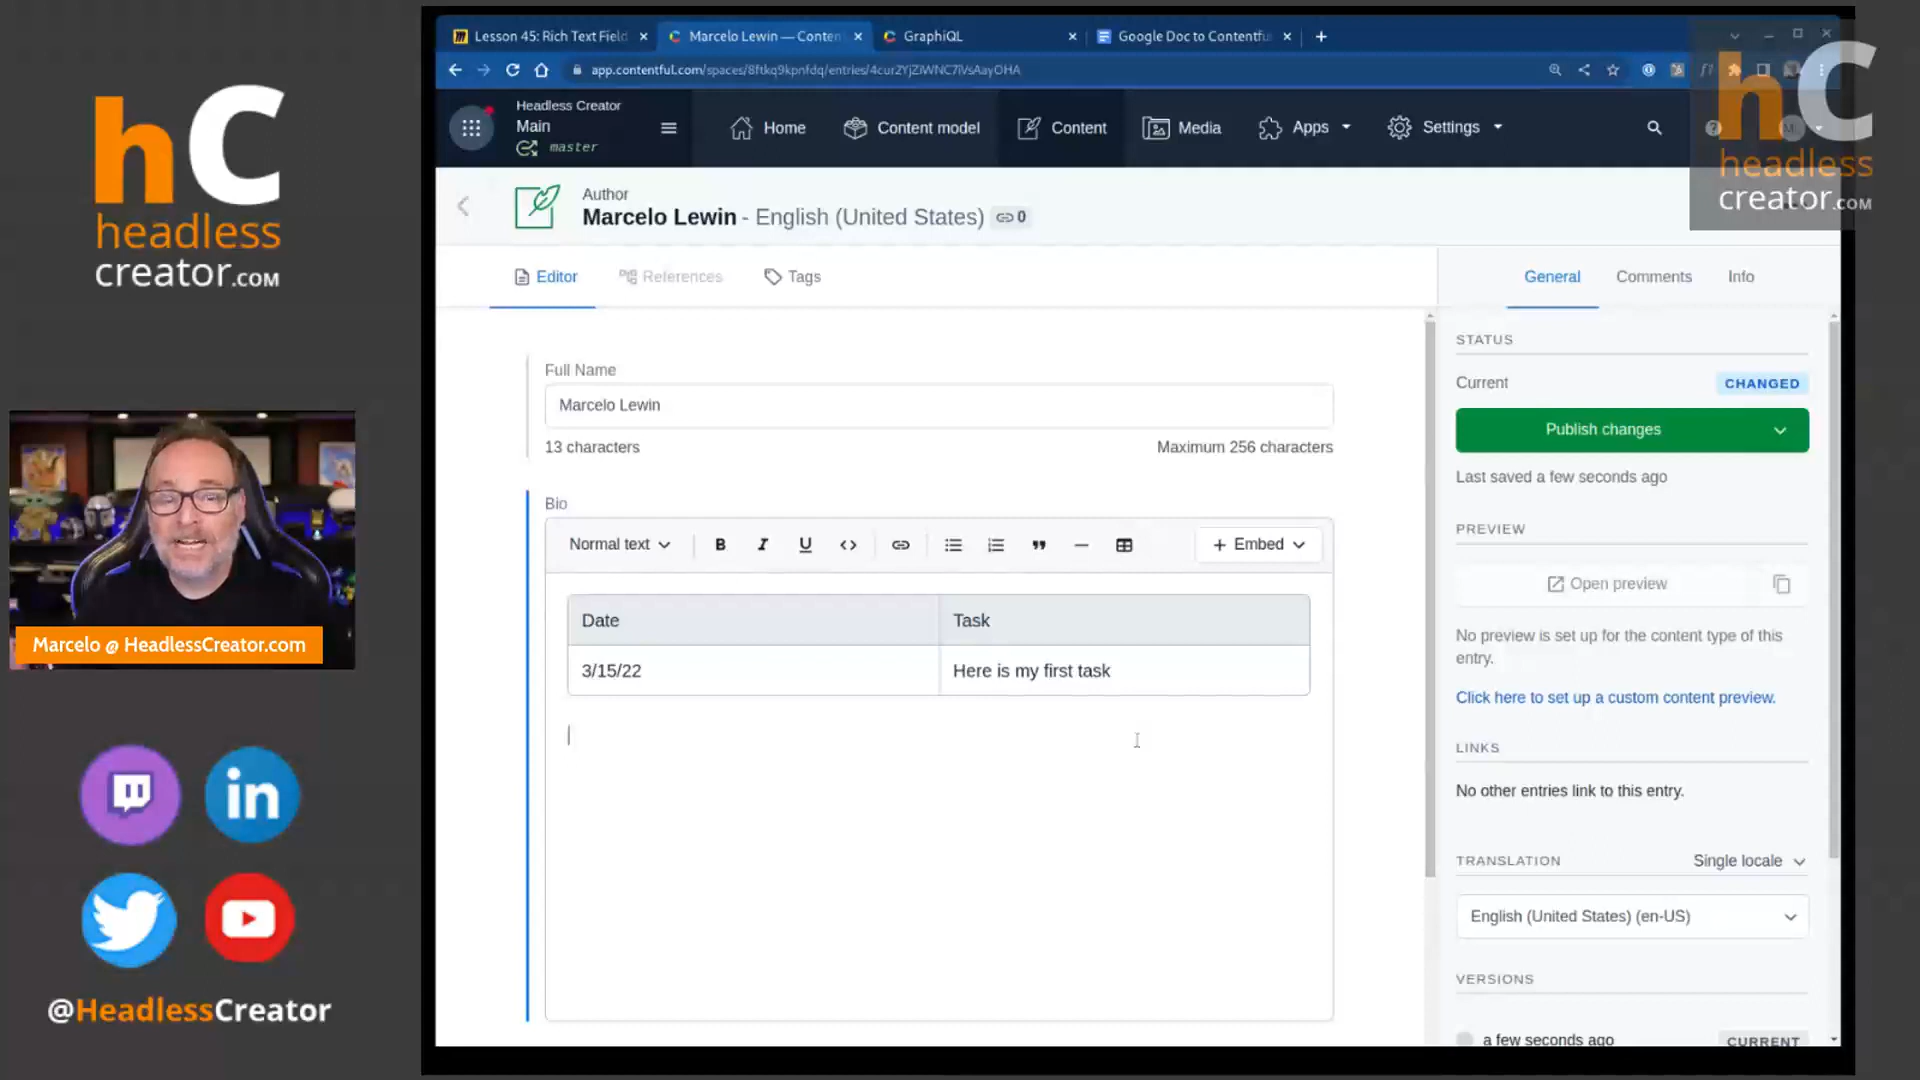 hC
headless
creator.com
Marcelo @ HeadlessCreator.com
in
@HeadlessCreator
Lesson 45: Rich Text Field
Marcelo Lewin — Conten
GraphiQL
Google Doc to Contentfu
app.contentful.com/spaces/8ftkq9kpnfdq/entries/4cur2YjZiWNC7iVsAayOHA
Headless Creator
Main
master
Home
Content model
Content
Media
Apps
Settings
hC
headless
creator.com
Author
Marcelo Lewin - English (United States) 0
Editor
References
Tags
General
Comments
Info
Full Name
Marcelo Lewin
13 characters
Maximum 256 characters
Bio
Normal text
B
I
U
+ Embed
Date
Task
3/15/22
Here is my first task
STATUS
Current
CHANGED
Publish changes
Last saved a few seconds ago
PREVIEW
Open preview
No preview is set up for the content type of this
entry.
Click here to set up a custom content preview.
LINKS
No other entries link to this entry.
TRANSLATION
Single locale
English (United States) (en-US)
VERSIONS
a few seconds ago
CURRENT